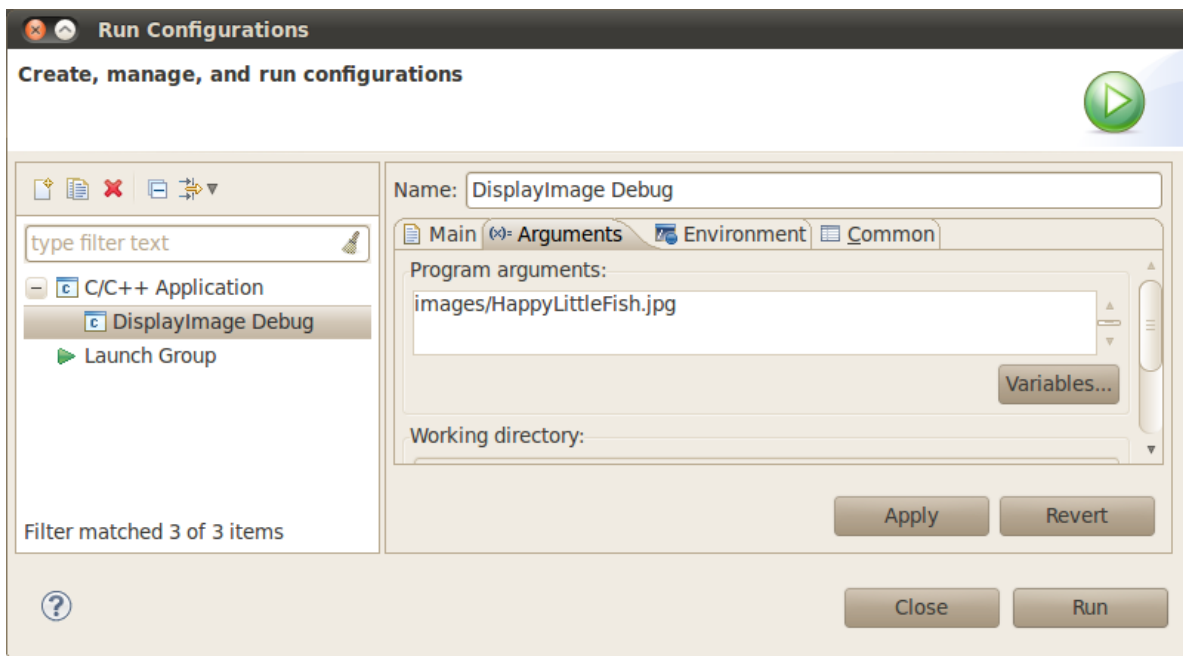 Run Configurations
Create, manage, and run configurations
type filter text
C/C++ Application
DisplayImage Debug
Launch Group
Filter matched 3 of 3 items
Name: DisplayImage Debug
Main (x)= Arguments Environment Common
Program arguments:
images/HappyLittleFish.jpg
Variables...
Working directory:
Apply Revert
? Close Run